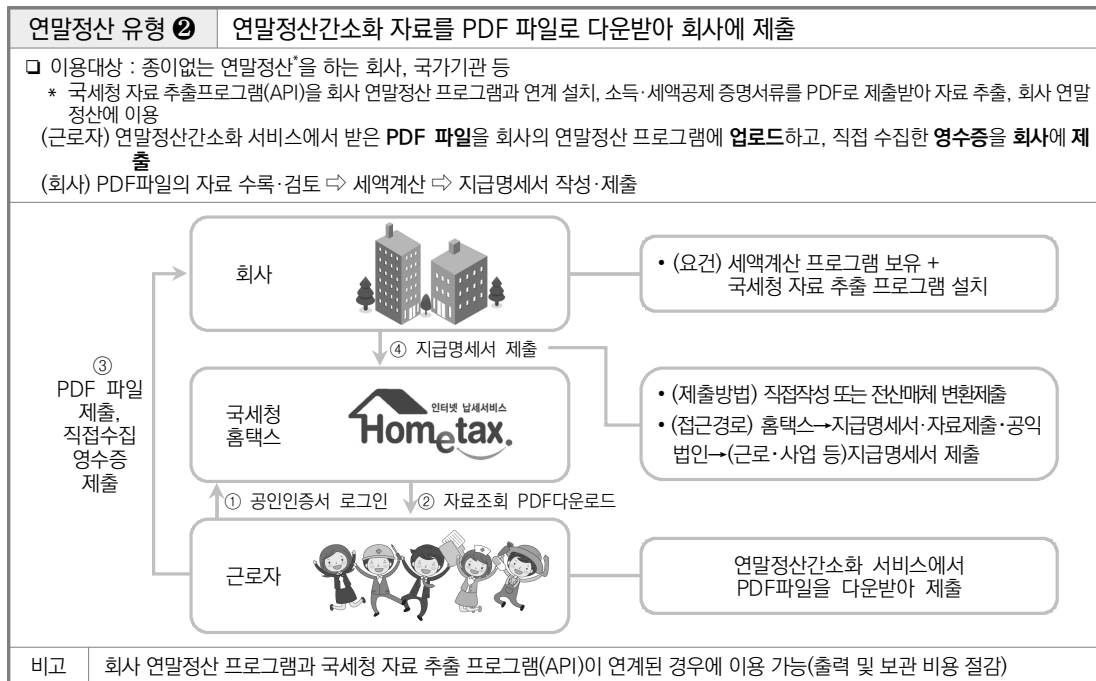 연말정산 유형 ❷
연말정산간소화 자료를 PDF 파일로 다운받아 회사에 제출
❑ 이용대상 : 종이없는 연말정산*을 하는 회사, 국가기관 등
* 국세청 자료 추출프로그램(API)을 회사 연말정산 프로그램과 연계 설치, 소득·세액공제 증명서류를 PDF로 제출받아 자료 추출, 회사 연말
정산에 이용
(근로자) 연말정산간소화 서비스에서 받은 PDF 파일을 회사의 연말정산 프로그램에 업로드하고, 직접 수집한 영수증을 회사에 제
출
(회사) PDF파일의 자료 수록·검토 ⇨ 세액계산 ⇨ 지급명세서 작성·제출
회사
• (요건) 세액계산 프로그램 보유 +
국세청 자료 추출 프로그램 설치
④ 지급명세서 제출
③
PDF 파일
제출,
직접수집
영수증
제출
국세청
홈택스
인터넷 납세서비스
Hometax.
• (제출방법) 직접작성 또는 전산매체 변환제출
• (접근경로) 홈택스→지급명세서·자료제출·공익
법인→(근로·사업 등)지급명세서 제출
① 공인인증서 로그인
② 자료조회 PDF다운로드
근로자
연말정산간소화 서비스에서
PDF파일을 다운받아 제출
비고
회사 연말정산 프로그램과 국세청 자료 추출 프로그램(API)이 연계된 경우에 이용 가능(출력 및 보관 비용 절감)